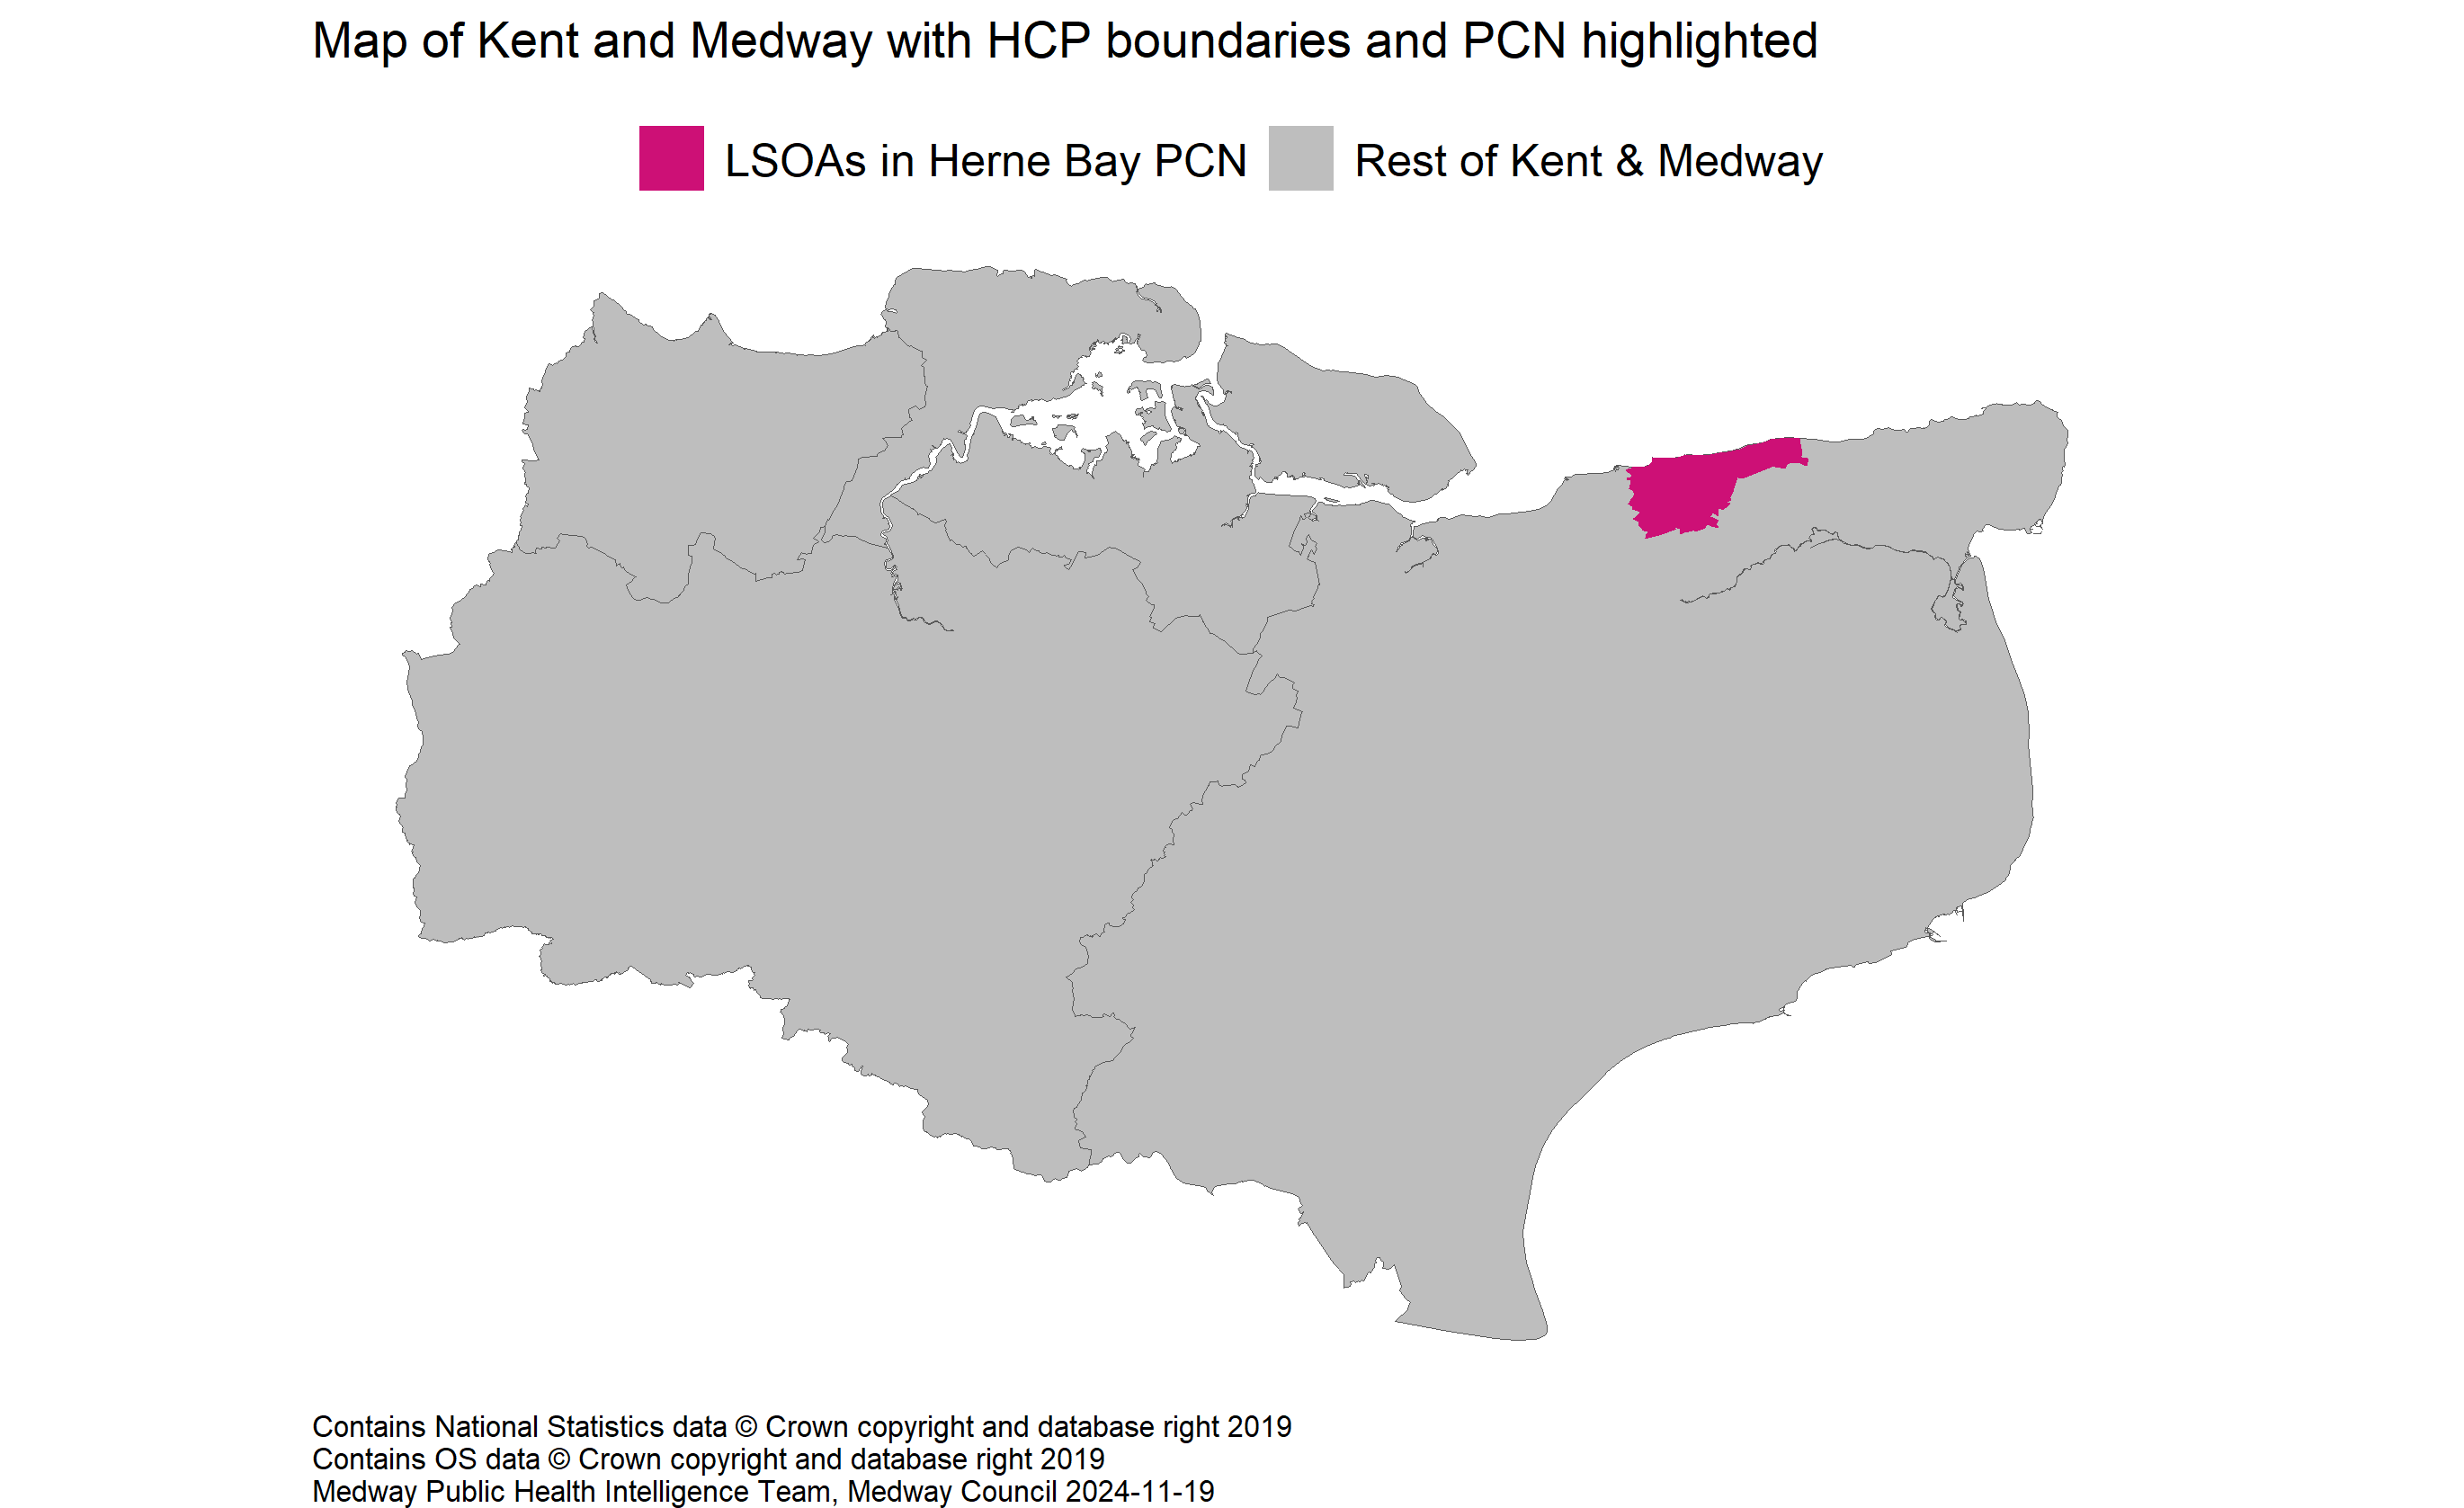 Map of Kent and Medway with HCP boundaries and PCN highlighted
LSOAs in Herne Bay PCN
Rest of Kent & Medway
Contains National Statistics data © Crown copyright and database right 2019
Contains OS data © Crown copyright and database right 2019
Medway Public Health Intelligence Team, Medway Council 2024-11-19